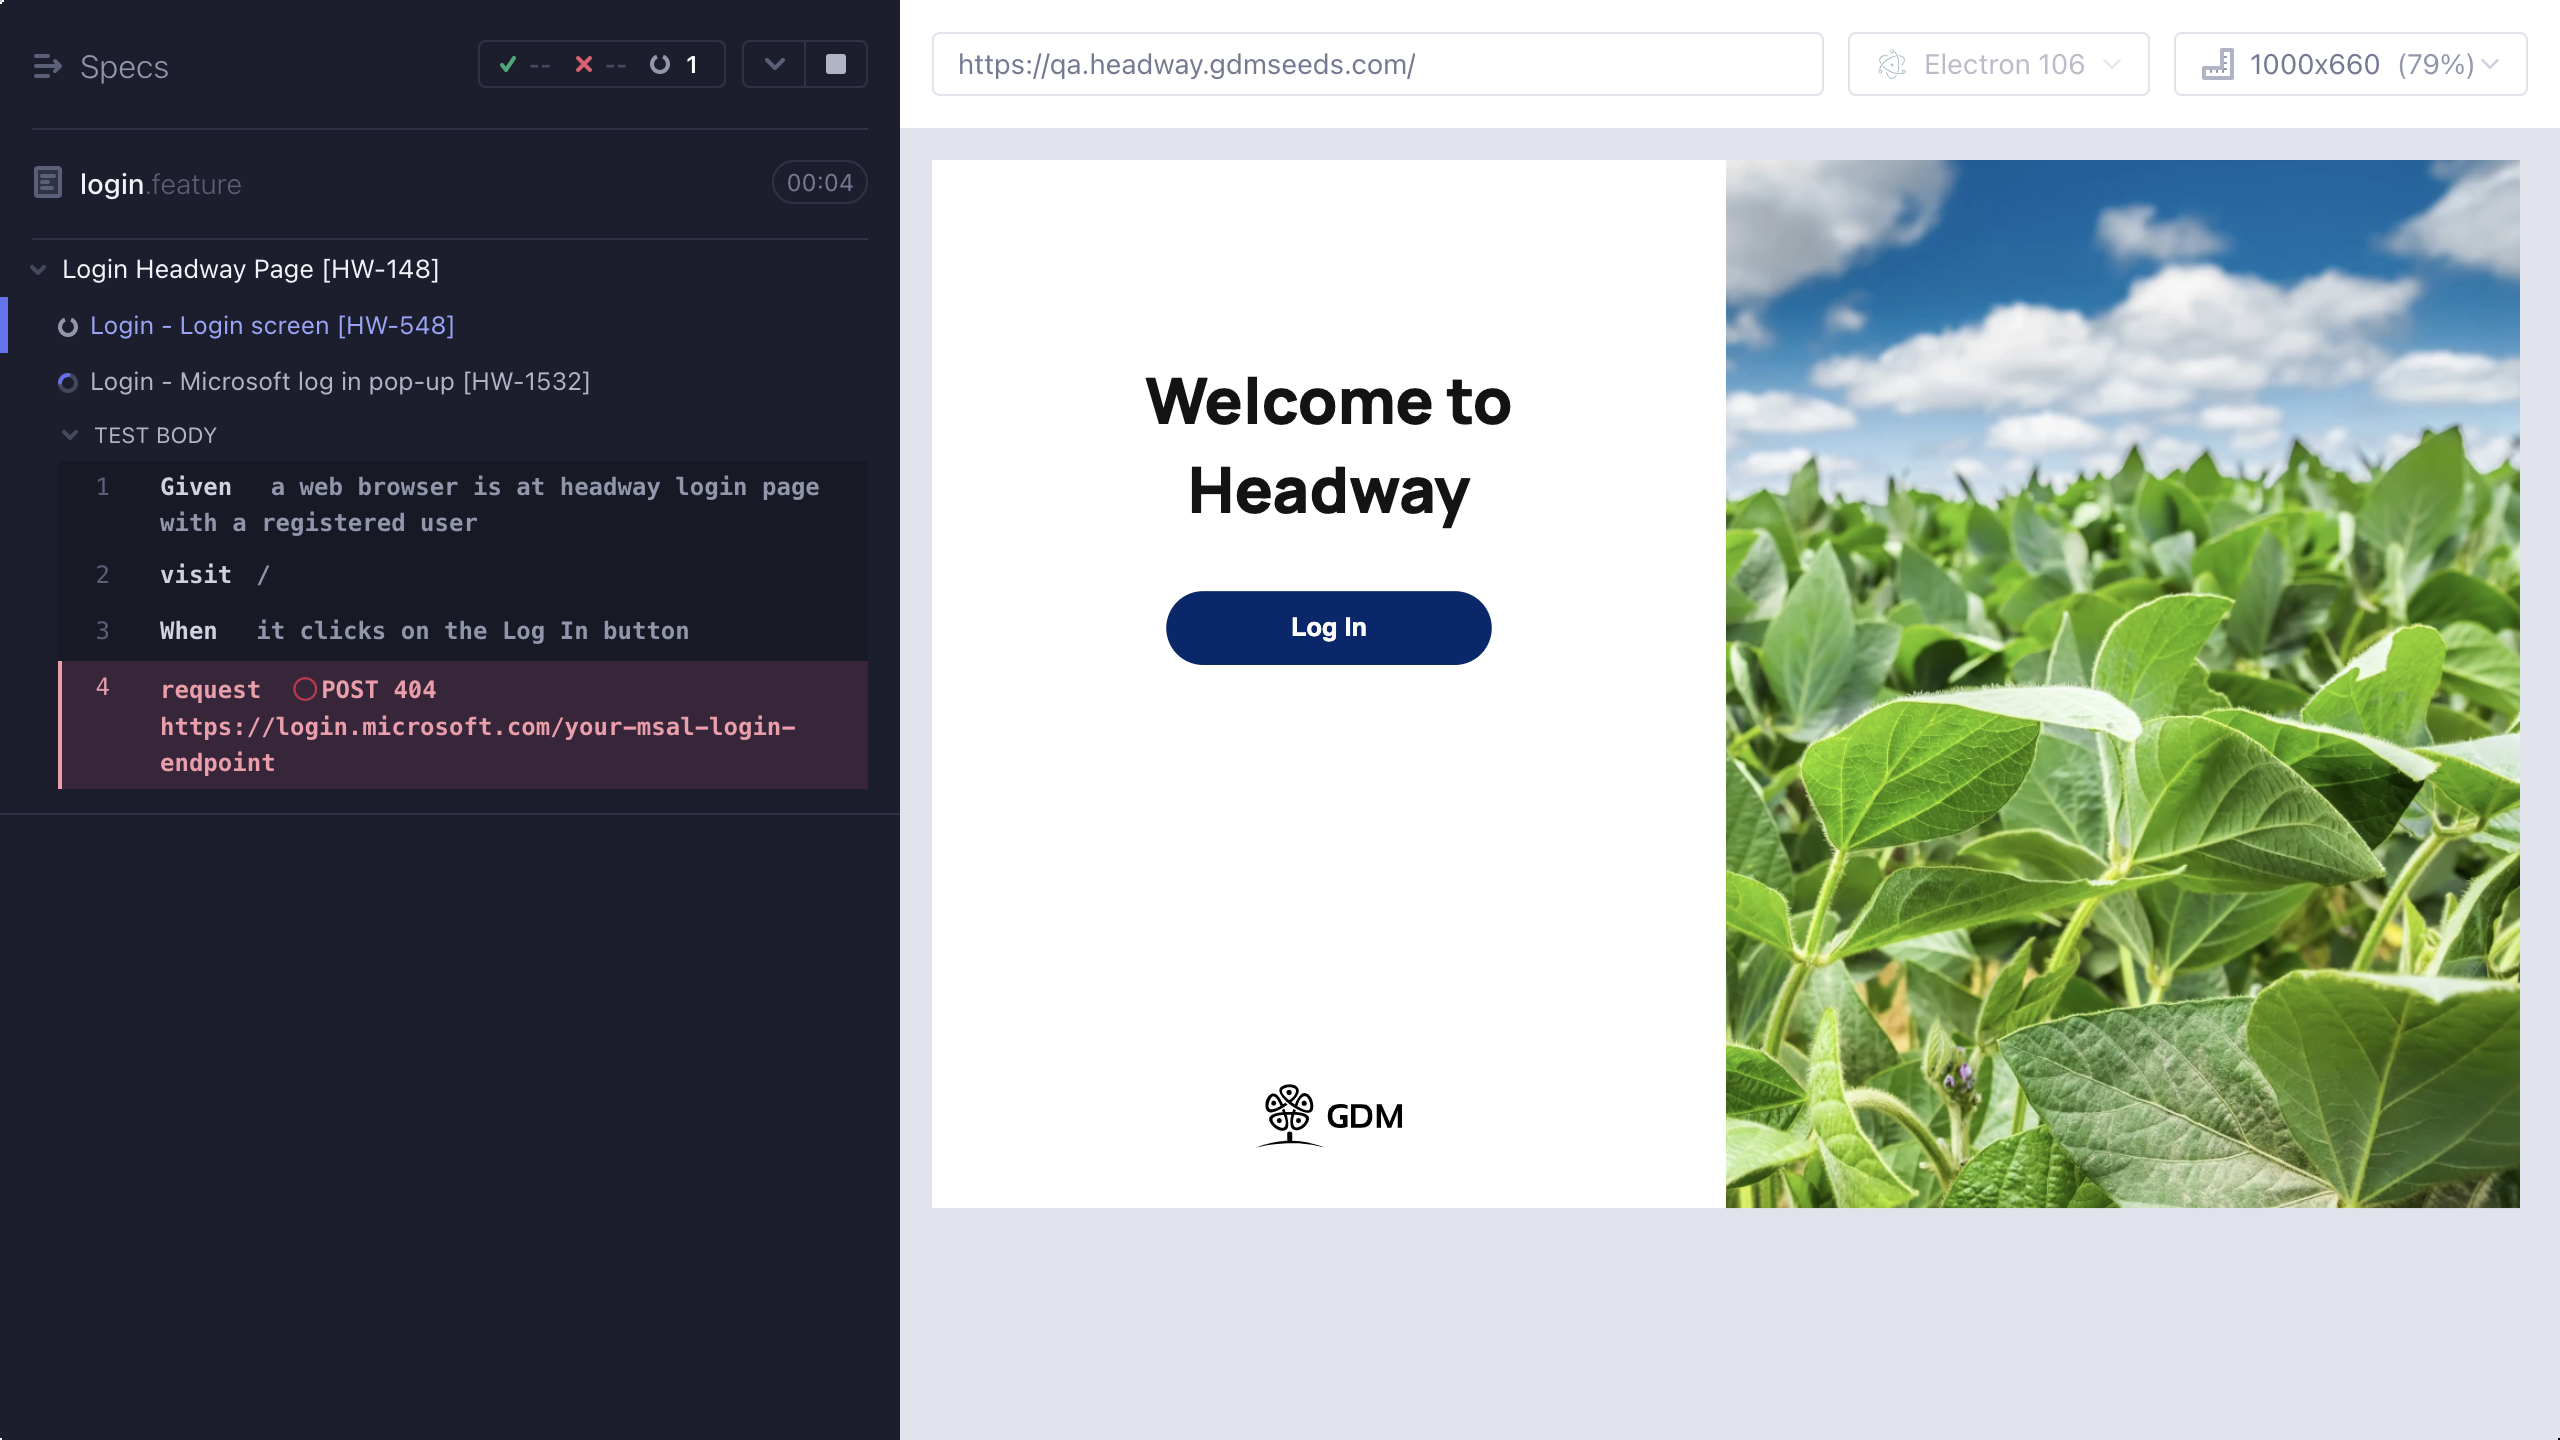 Specs
-- -- 1
login.feature
00:04
Login Headway Page [HW-148]
Login - Login screen [HW-548]
Login - Microsoft log in pop-up [HW-1532]
TEST BODY
1 Given a web browser is at headway login page
with a registered user
2 visit /
3 When it clicks on the Log In button
4 request POST 404
https://login.microsoft.com/your-msal-login-
endpoint
https://qa.headway.gdmseeds.com/
Electron 106
1000x660 (79%)
Welcome to
Headway
Log In
GDM